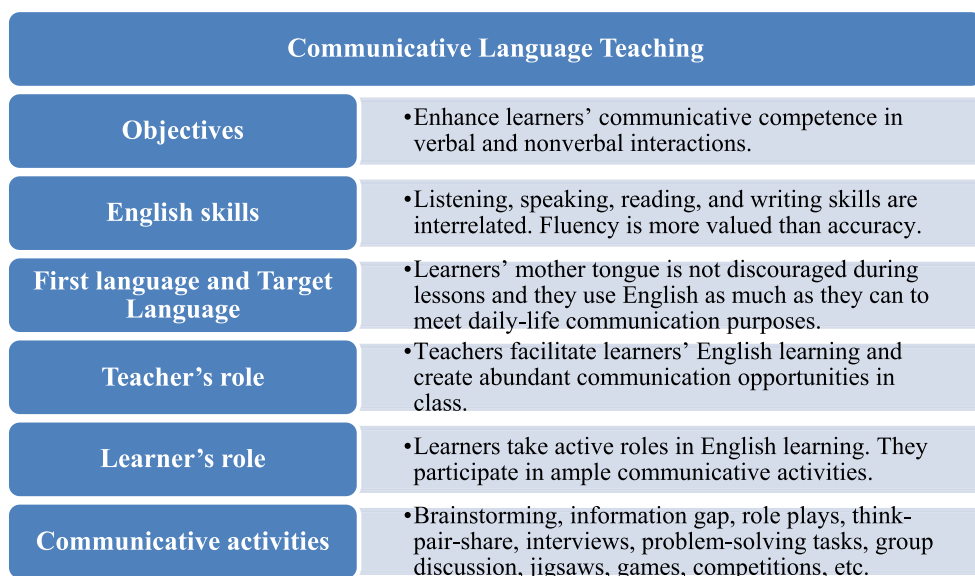 Communicative Language Teaching
Objectives
•Enhance learners’ communicative competence in
verbal and nonverbal interactions.
English skills
•Listening, speaking, reading, and writing skills are
interrelated. Fluency is more valued than accuracy.
First language and Target
Language
•Learners’ mother tongue is not discouraged during
lessons and they use English as much as they can to
meet daily-life communication purposes.
Teacher’s role
•Teachers facilitate learners’ English learning and
create abundant communication opportunities in
class.
Learner’s role
•Learners take active roles in English learning. They
participate in ample communicative activities.
Communicative activities
•Brainstorming, information gap, role plays, think-
pair-share, interviews, problem-solving tasks, group
discussion, jigsaws, games, competitions, etc.